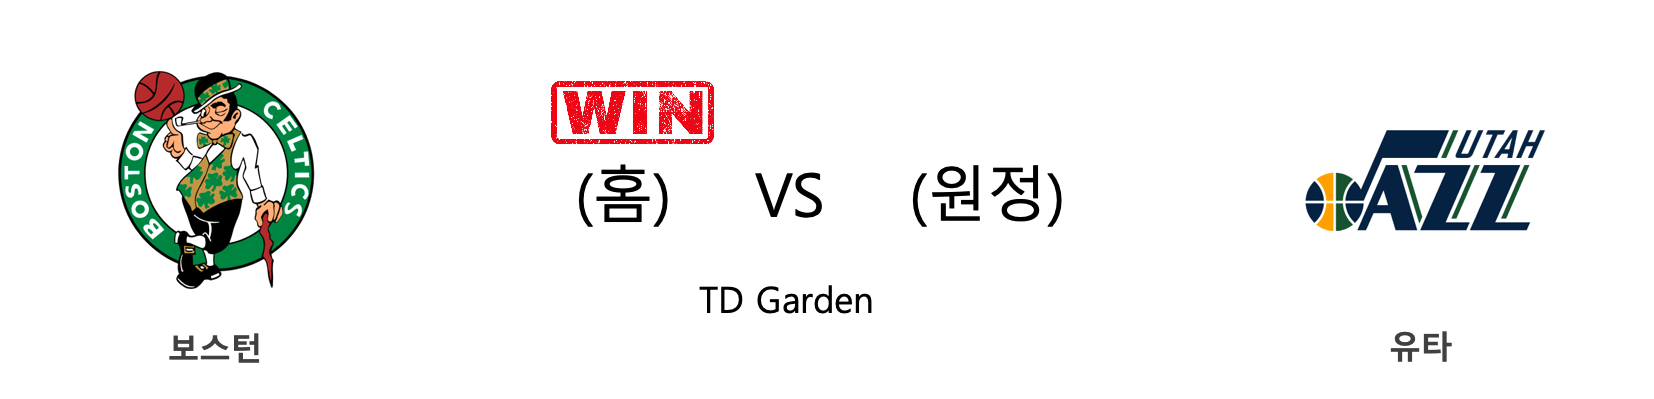 BOSTON CELTICS
WIN
(홈) VS (원정)
UTAH
JAZZ
TD Garden
보스턴
유타